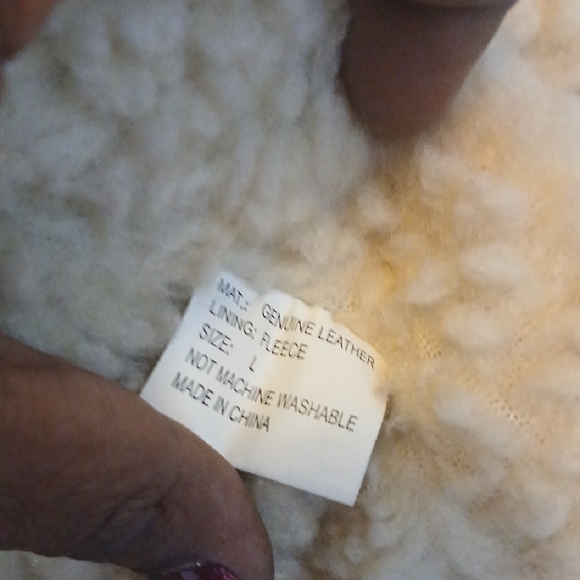 MAT.: GENUINE LEATHER
LINING: FLEECE
SIZE: L
NOT MACHINE WASHABLE
MADE IN CHINA